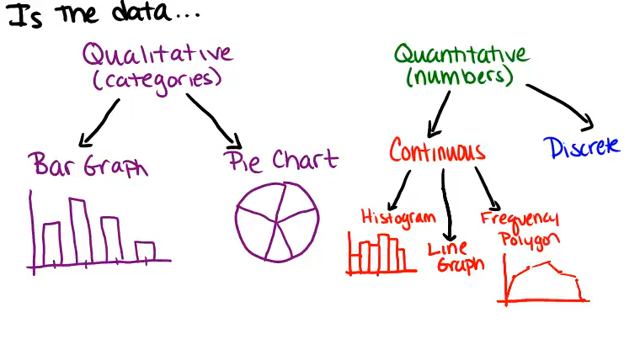 Is the data...
Qualitative
(categories)
Quantitative
(numbers)
Bar Graph
Pie Chart
Continuous
Discrete
Histogram
Line
Graph
Frequency
Polygon